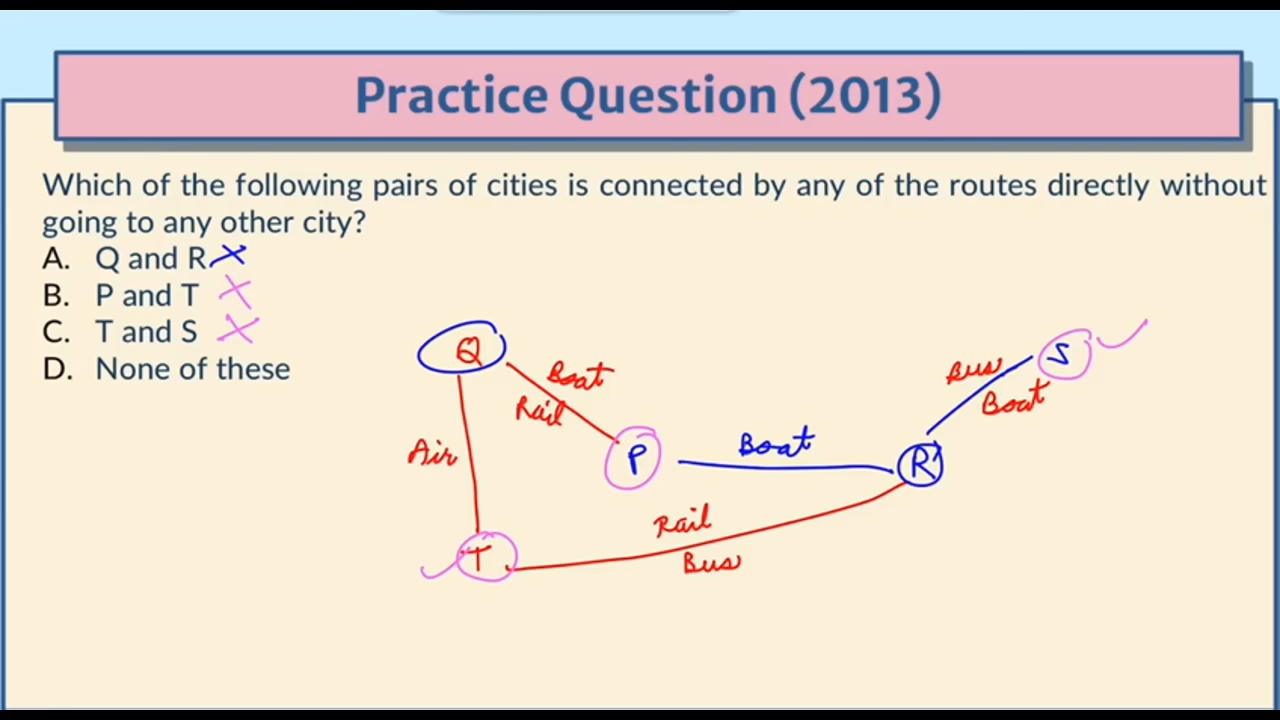 Practice Question (2013)
Which of the following pairs of cities is connected by any of the routes directly without
going to any other city?
A. Q and R
B. P and T
C. T and S
D. None of these
Q
Boat
Rail
Air
P
Boat
R
Bus
Boat
S
Rail
Bus
T